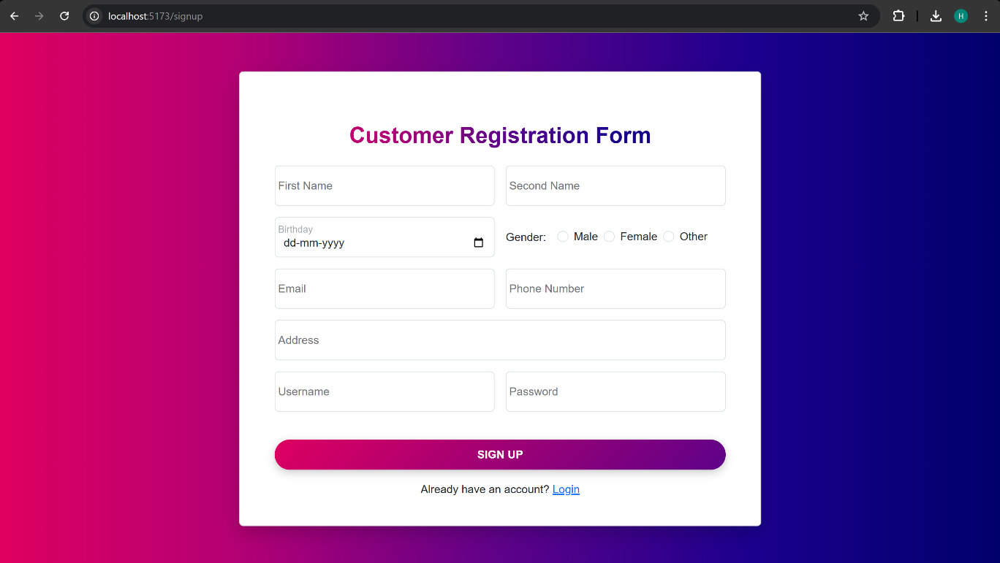 localhost:5173/signup
H
Customer Registration Form
First Name
Second Name
Birthday
dd-mm-yyyy
Gender: Male Female Other
Email
Phone Number
Address
Username
Password
SIGN UP
Already have an account? Login